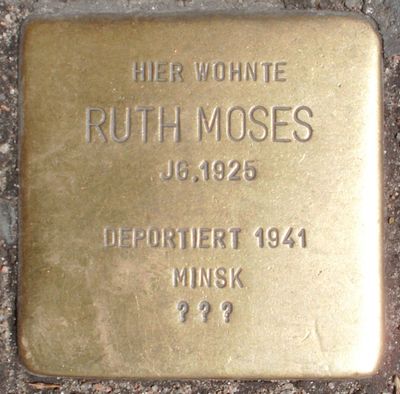 HIER WOHNTE
RUTH MOSES
JG.1925
DEPORTIERT 1941
MINSK
???